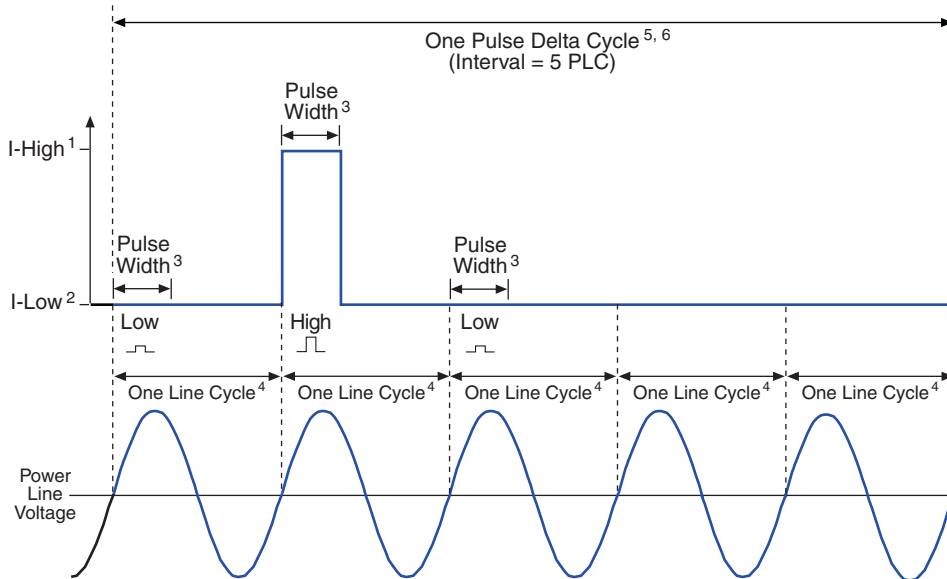 One Pulse Delta Cycle 5, 6
(Interval = 5 PLC)
Pulse
Width 3
I-High 1
Pulse
Width 3
Pulse
Width 3
I-Low 2
Low
High
Low
One Line Cycle 4
One Line Cycle 4
One Line Cycle 4
One Line Cycle 4
One Line Cycle 4
Power
Line
Voltage